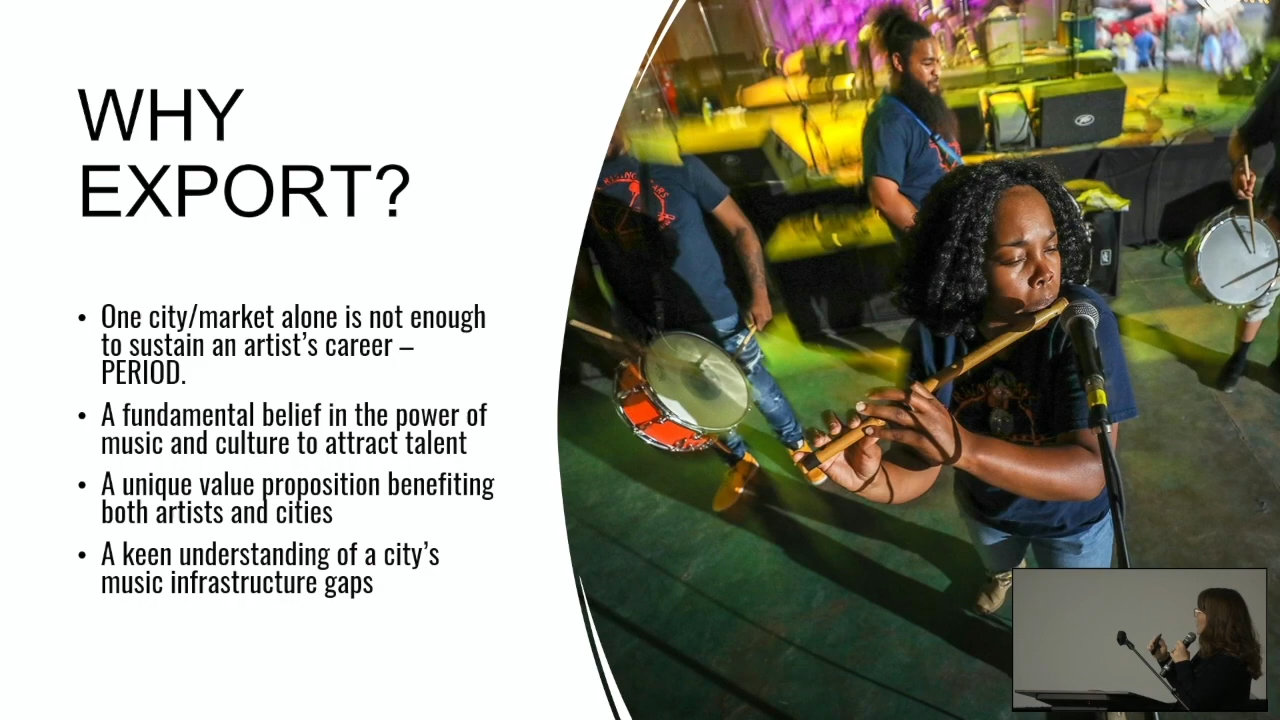 WHY
EXPORT?
• One city/market alone is not enough
to sustain an artist's career –
PERIOD.
• A fundamental belief in the power of
music and culture to attract talent
• A unique value proposition benefiting
both artists and cities
• A keen understanding of a city's
music infrastructure gaps